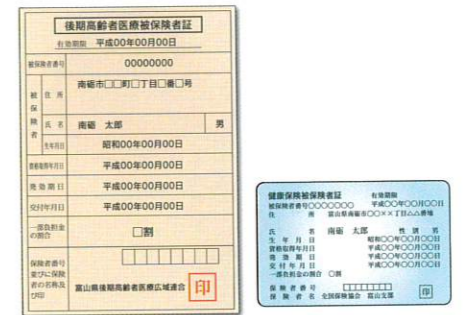 後期高齢者医療被保険者証
有効期限 平成00年00月00日
被保険者番号 00000000
被保険者
住所 南砺市□□町□丁目□番□号
氏名 南砺 太郎 男
生年月日 昭和00年00月00日
資格取得年月日 平成00年00月00日
発効期日 平成00年00月00日
交付年月日 平成00年00月00日
一部負担金の割合 □割
保険者番号並びに保険者の名称及び印
富山県後期高齢者医療広域連合 印
健康保険被保険者証 有効期限
被保険者番号○○○○○○○ 平成○○年○○月○○日
住 所 富山県南砺市○○××丁目△△番地
氏 名 南砺 太郎 性別 男
生年月日 昭和○○年○○月○○日
資格取得年月日 平成○○年○○月○○日
発効期日 平成○○年○○月○○日
交付年月日 平成○○年○○月○○日
一部負担金の割合 □割
保険者番号
保険者名 全国保険協会 富山支部 印